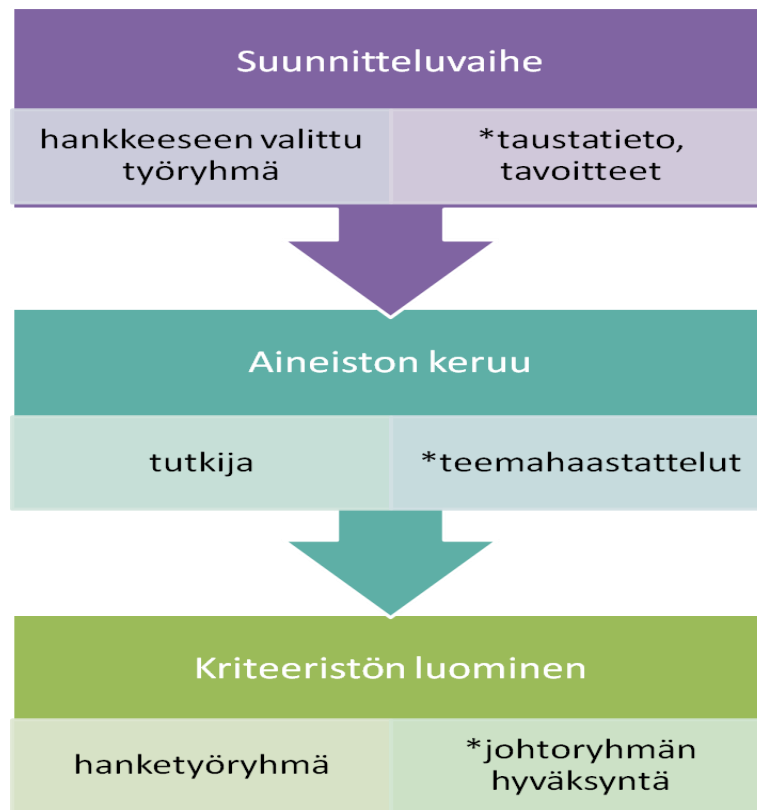 Suunnitteluvaihe
hankkeeseen valittu
työryhmä
*taustatieto,
tavoitteet
Aineiston keruu
tutkija
*teemahaastattelut
Kriteeristön luominen
hanketyöryhmä
*johtoryhmän
hyväksyntä